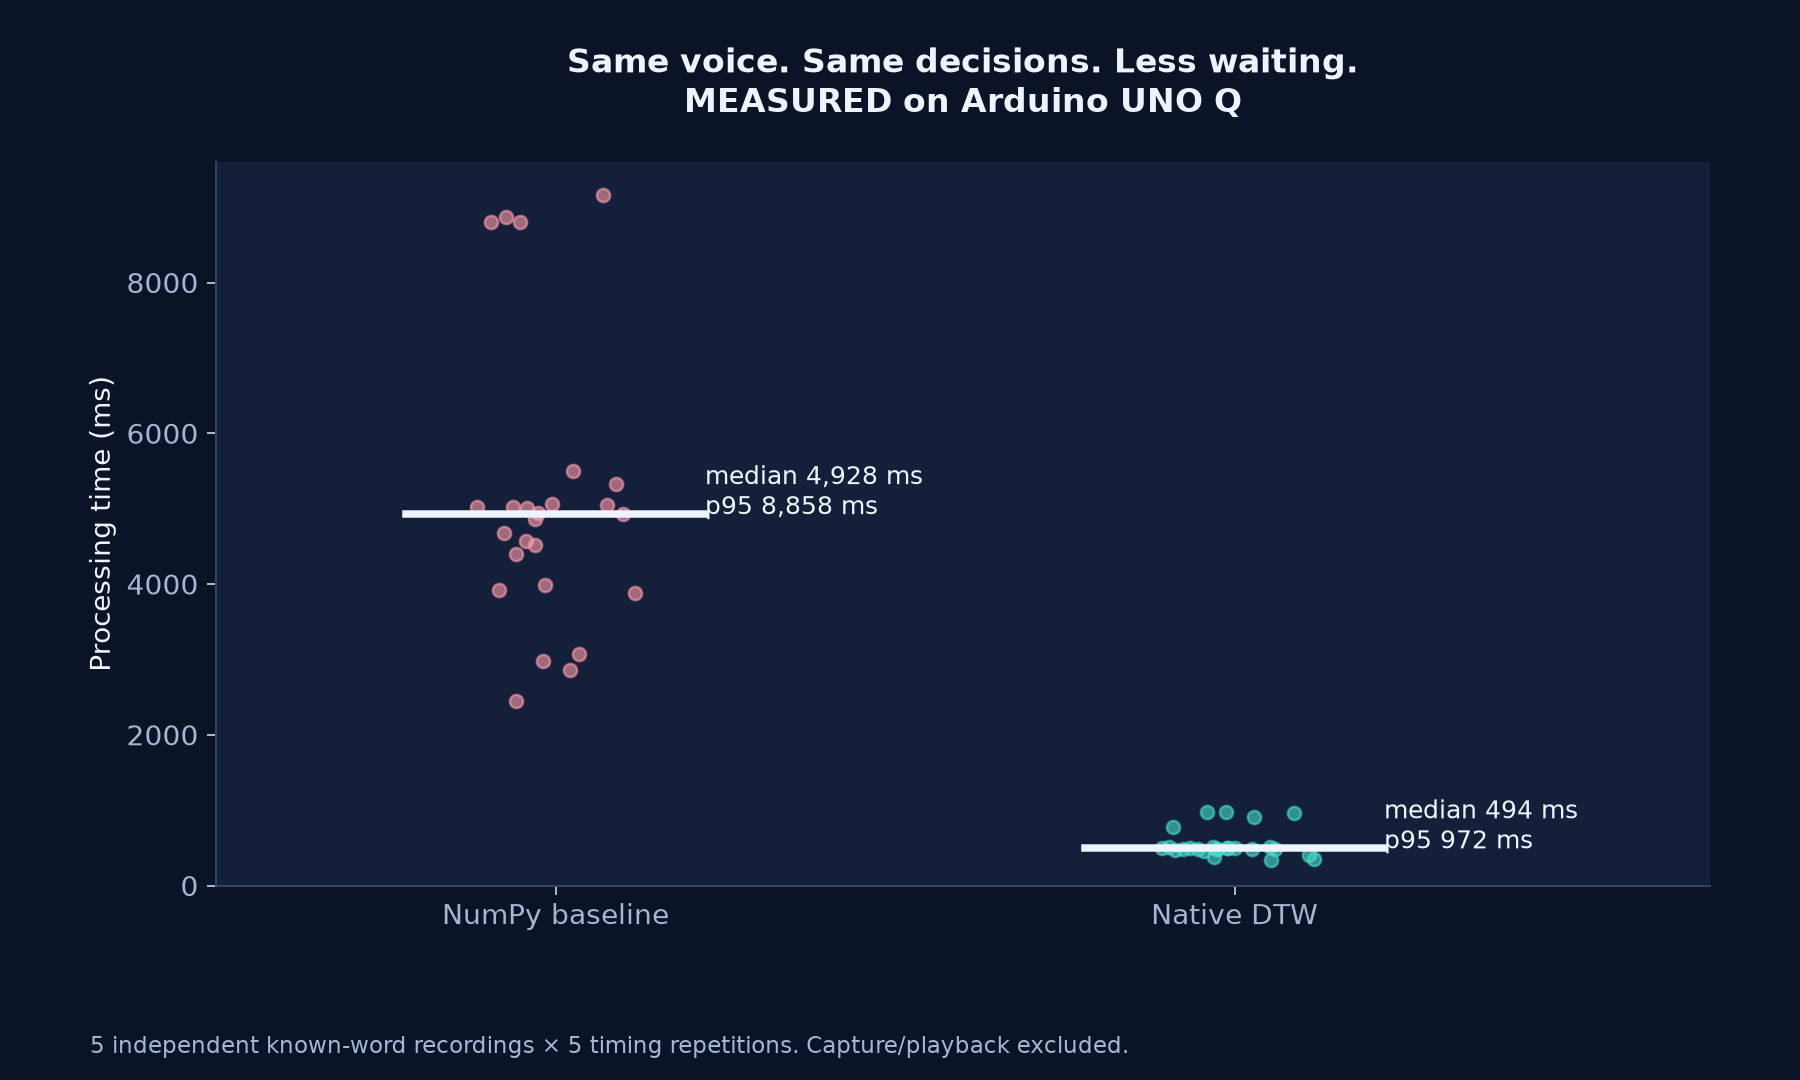 Same voice. Same decisions. Less waiting.
MEASURED on Arduino UNO Q
Processing time (ms)
8000
6000
4000
2000
0
median 4,928 ms
p95 8,858 ms
median 494 ms
p95 972 ms
NumPy baseline
Native DTW
5 independent known-word recordings × 5 timing repetitions. Capture/playback excluded.